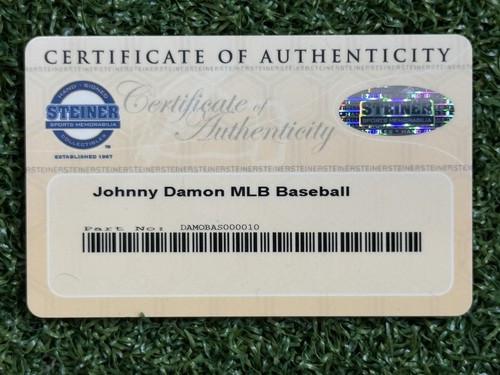 CERTIFICATE OF AUTHENTICITY
HAND-SIGNED
STEINER
SPORTS MEMORABILIA
COLLECTIBLES
™
ESTABLISHED 1987
Certificate of
Authenticity
STEINER
SPORTS MEMORABILIA
Johnny Damon MLB Baseball
Part No: DAMOBAS000010